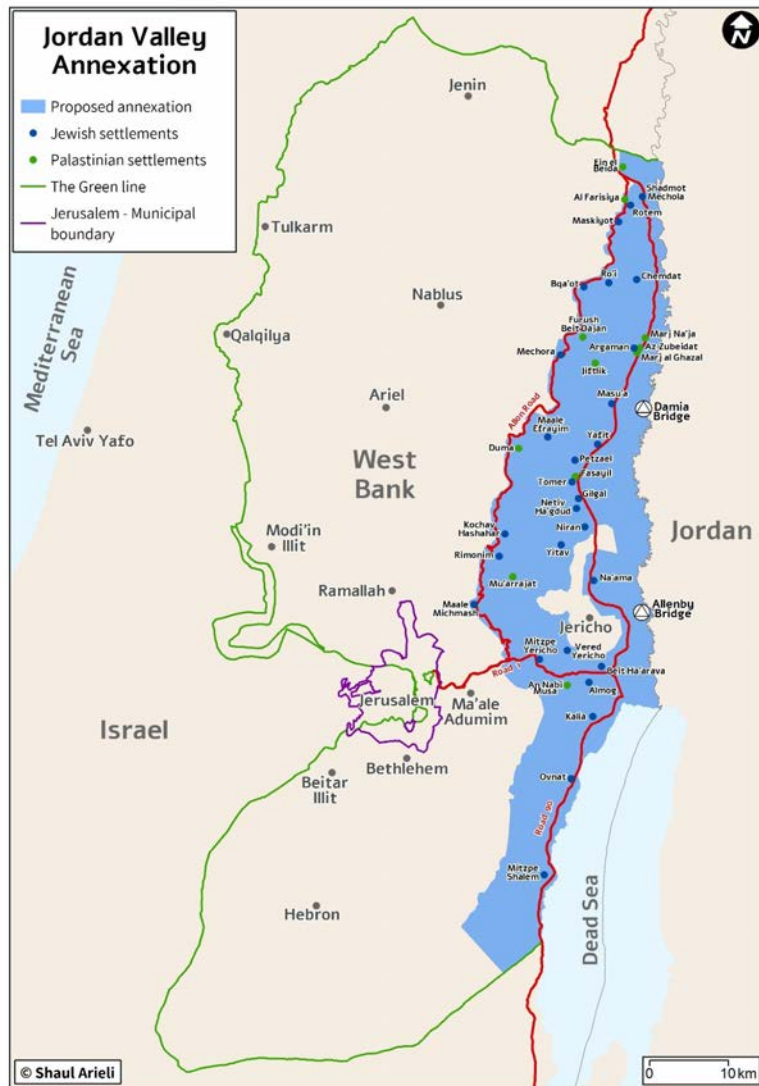 Jordan Valley
Annexation
Proposed annexation
Jewish settlements
Palastinian settlements
The Green line
Jerusalem - Municipal
boundary
N
Jenin
Ein el
Beida
Shadmot
Mechola
Al Farisiya
Rotem
Maskiyot
Tulkarm
Ro'i
Chemdat
Bqa'ot
Nablus
Furush
Beit Dajan
Marj Na'ja
Qalqilya
Argaman
Az Zubeidat
Mechora
Marj al Ghazal
Jiftlik
Mediterranean
Sea
Ariel
Masu'a
Allon Road
Damia
Bridge
Tel Aviv Yafo
Maale
Efrayim
Yafit
Duma
West
Bank
Petzael
Fasayil
Tomer
Gilgal
Netiv
Ha'gdud
Niran
Jordan
Modi'in
Illit
Kochav
Hashahar
Yitav
Rimonim
Mu'arrajat
Na'ama
Ramallah
Maale
Michmash
Allenby
Bridge
Jericho
Mitzpe
Yericho
Vered
Yericho
Road 1
Beit Ha'arava
An Nabi
Musa
Almog
Jerusalem
Ma'ale
Adumim
Kalia
Israel
Bethlehem
Beitar
Illit
Ovnat
Road 90
Mitzpe
Shalem
Hebron
Dead Sea
© Shaul Arieli
0 10 km